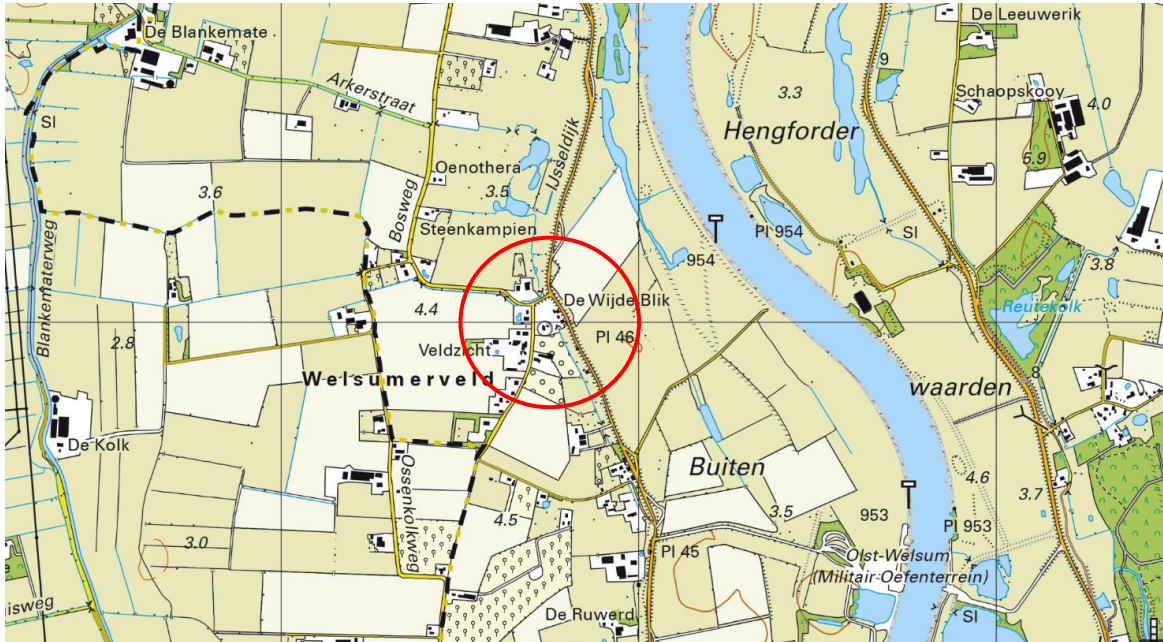 De Blankemate
De Leeuwerik
9
Arkerstraat
3.3
Schaopskooy
4.0
Sl
Hengforder
IJsseldijk
5.9
Oenothera
3.5
3.6
Bosweg
Steenkampien
Pl 954
Sl
954
3.8
Blankematerweg
4.4
De Wijde Blik
Reutekolk
2.8
Pl 46
Veldzicht
Welsumerveld
8
waarden
De Kolk
Buiten
Ossenkolkweg
4.6
3.7
4.5
3.5
953
Pl 953
3.0
Pl 45
Olst-Welsum
(Militair Oefenterrein)
De Ruwerd
Sl